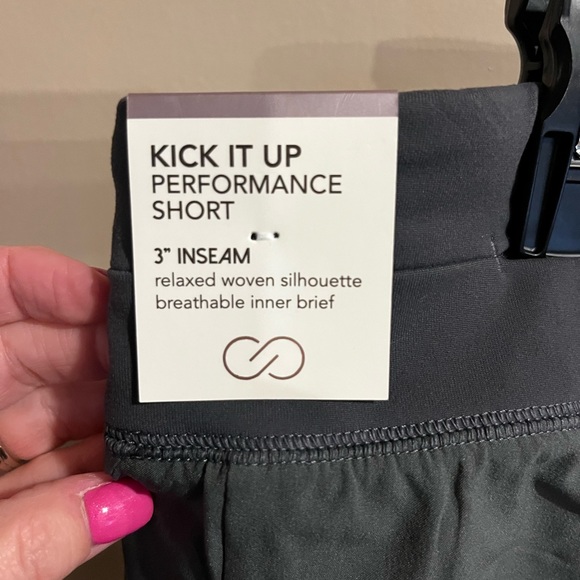 KICK IT UP
PERFORMANCE
SHORT
3" INSEAM
relaxed woven silhouette
breathable inner brief